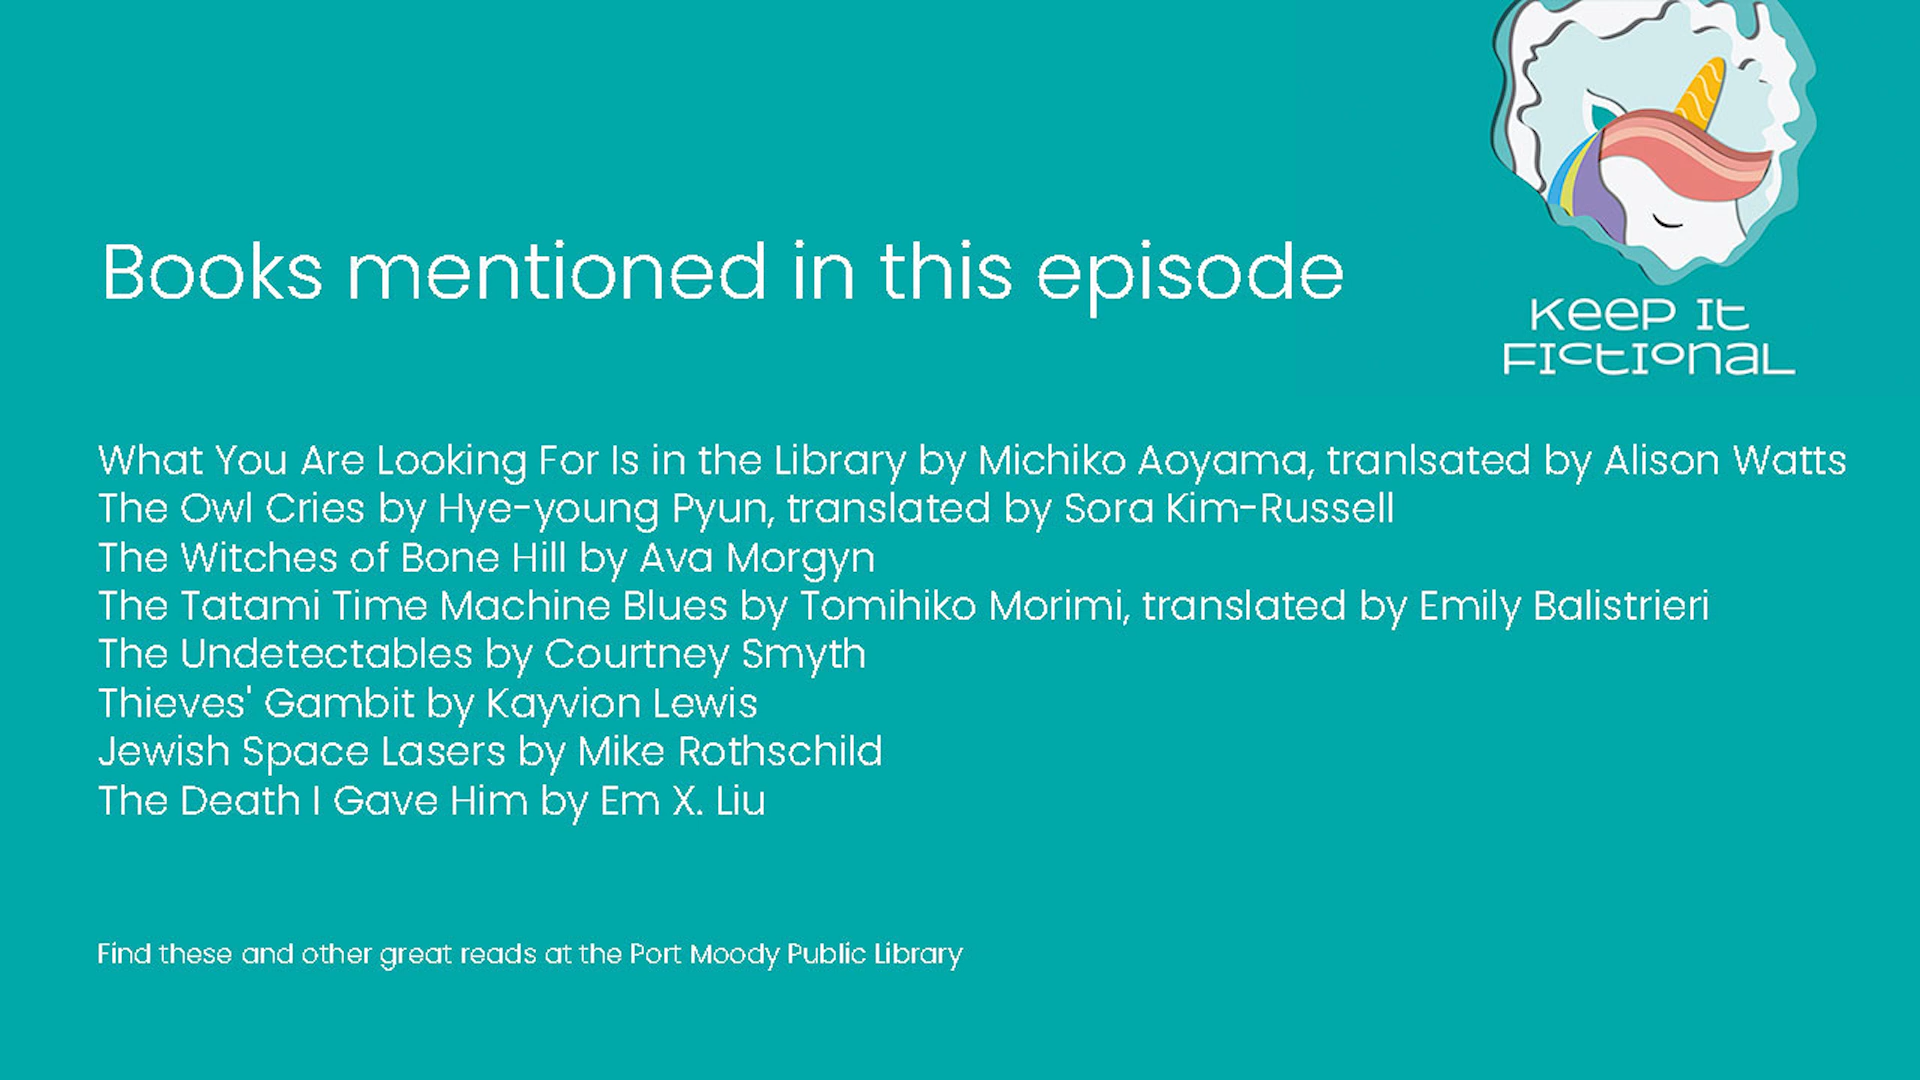 Books mentioned in this episode
Keep It
Fictional
What You Are Looking For Is in the Library by Michiko Aoyama, tranlsated by Alison Watts
The Owl Cries by Hye-young Pyun, translated by Sora Kim-Russell
The Witches of Bone Hill by Ava Morgyn
The Tatami Time Machine Blues by Tomihiko Morimi, translated by Emily Balistrieri
The Undetectables by Courtney Smyth
Thieves' Gambit by Kayvion Lewis
Jewish Space Lasers by Mike Rothschild
The Death I Gave Him by Em X. Liu
Find these and other great reads at the Port Moody Public Library